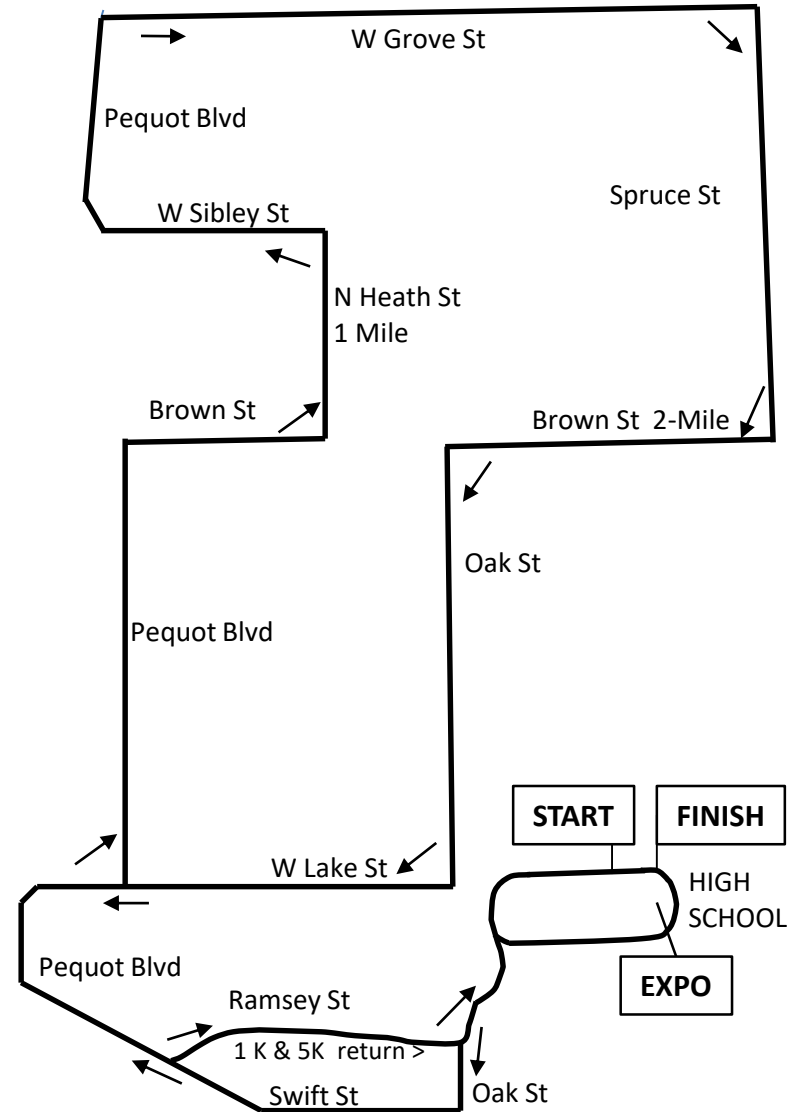 W Grove St
Pequot Blvd
Spruce St
W Sibley St
N Heath St
1 Mile
Brown St
Brown St 2-Mile
Oak St
Pequot Blvd
START
FINISH
W Lake St
HIGH
SCHOOL
Pequot Blvd
EXPO
Ramsey St
1 K & 5K return >
Swift St
Oak St